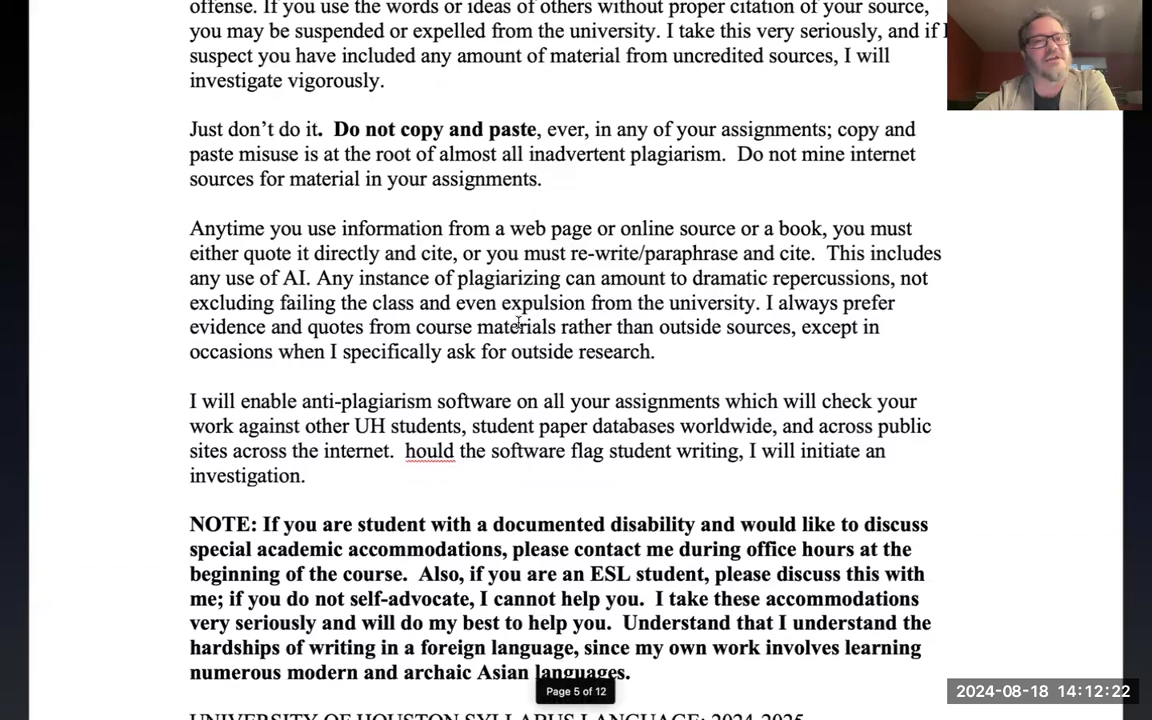 offense. If you use the words or ideas of others without proper citation of your source,
you may be suspended or expelled from the university. I take this very seriously, and if I
suspect you have included any amount of material from uncredited sources, I will
investigate vigorously.
Just don't do it. Do not copy and paste, ever, in any of your assignments; copy and
paste misuse is at the root of almost all inadvertent plagiarism. Do not mine internet
sources for material in your assignments.
Anytime you use information from a web page or online source or a book, you must
either quote it directly and cite, or you must re-write/paraphrase and cite. This includes
any use of AI. Any instance of plagiarizing can amount to dramatic repercussions, not
excluding failing the class and even expulsion from the university. I always prefer
evidence and quotes from course materials rather than outside sources, except in
occasions when I specifically ask for outside research.
I will enable anti-plagiarism software on all your assignments which will check your
work against other UH students, student paper databases worldwide, and across public
sites across the internet. hould the software flag student writing, I will initiate an
investigation.
NOTE: If you are student with a documented disability and would like to discuss
special academic accommodations, please contact me during office hours at the
beginning of the course. Also, if you are an ESL student, please discuss this with
me; if you do not self-advocate, I cannot help you. I take these accommodations
very seriously and will do my best to help you. Understand that I understand the
hardships of writing in a foreign language, since my own work involves learning
numerous modern and archaic Asian languages.
Page 5 of 12
2024-08-18 14:12:22
UNIVERSITY OF HOUSTON SYLLABUS LANGUAGE: 2024-2025